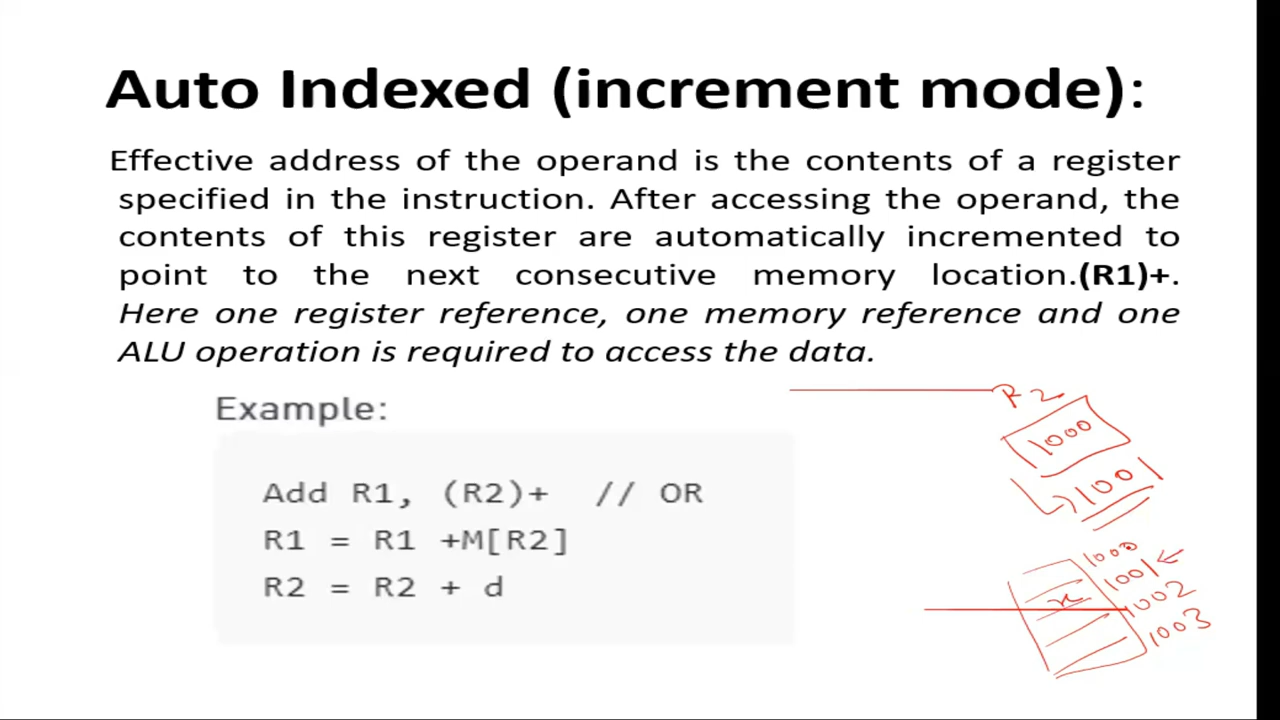 Auto Indexed (increment mode):
Effective address of the operand is the contents of a register
specified in the instruction. After accessing the operand, the
contents of this register are automatically incremented to
point to the next consecutive memory location.(R1)+.
Here one register reference, one memory reference and one
ALU operation is required to access the data.
Example:
Add R1, (R2)+ // OR
R1 = R1 +M[R2]
R2 = R2 + d
R2
1000
1001
1000
1001
x
1002
1003